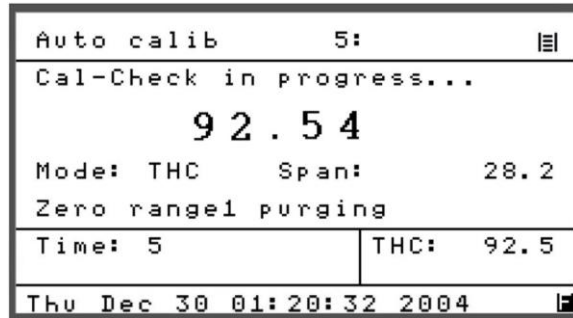 Auto calib 5:
Cal-Check in progress...
92.54
Mode: THC Span: 28.2
Zero range1 purging
Time: 5 THC: 92.5
Thu Dec 30 01:20:32 2004